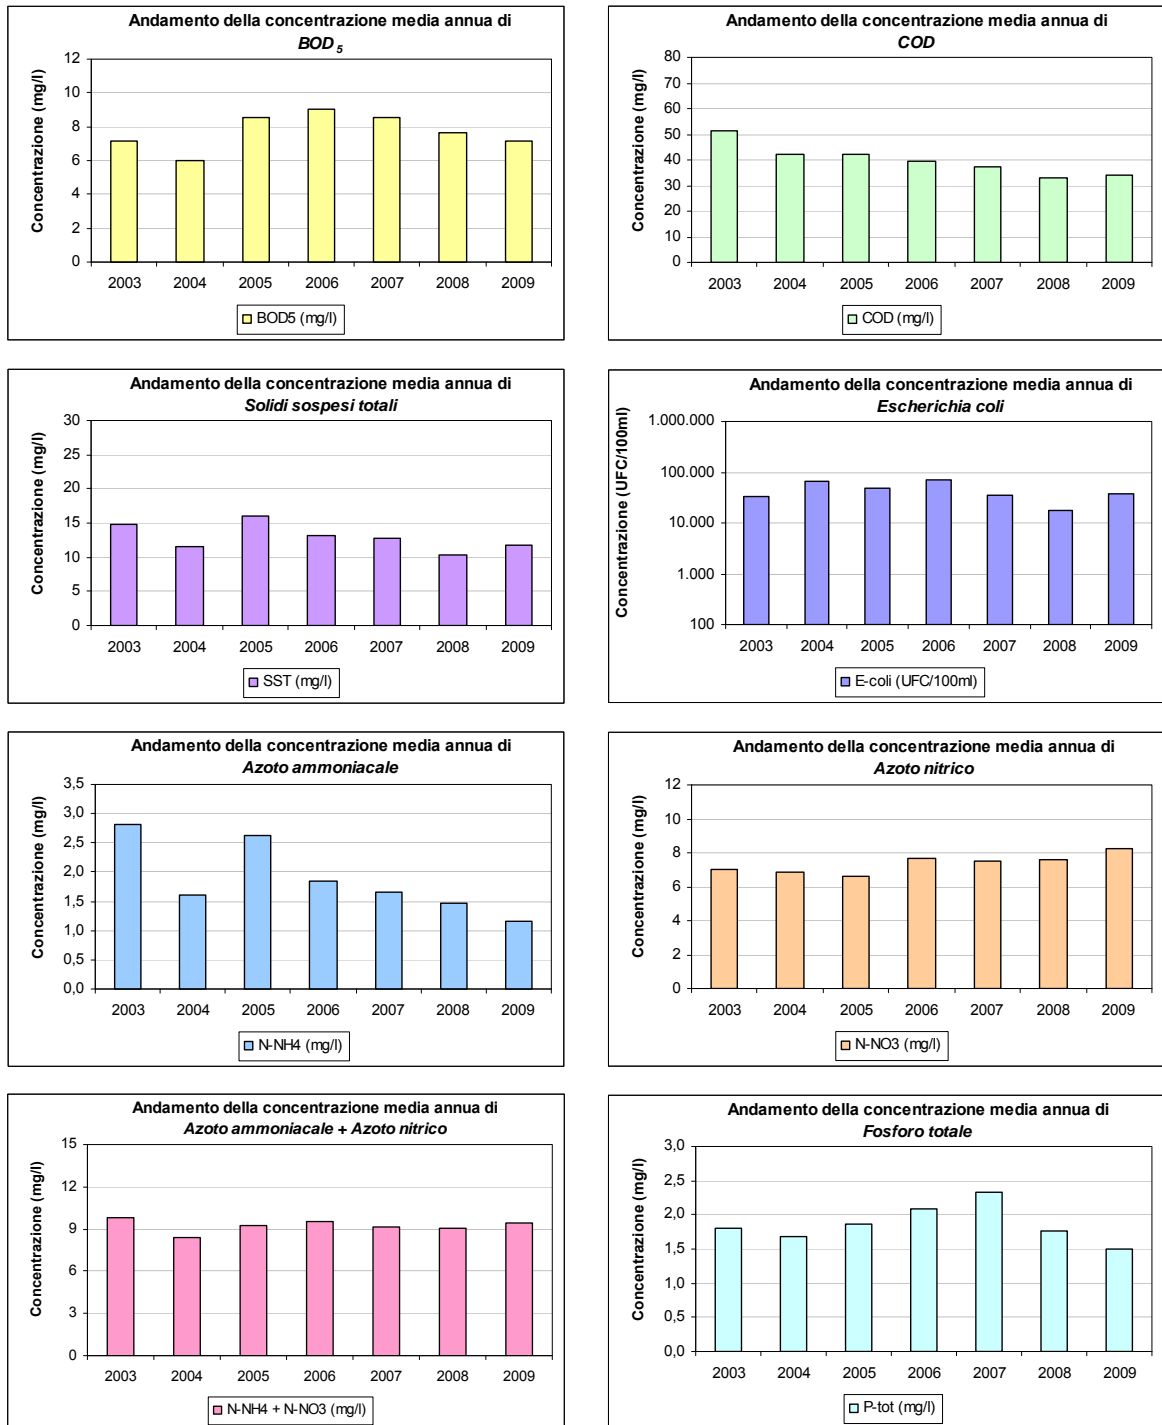 Andamento della concentrazione media annua di
BOD 5
Concentrazione (mg/l)
12
10
8
6
4
2
0
2003 2004 2005 2006 2007 2008 2009
BOD5 (mg/l)
Andamento della concentrazione media annua di
COD
Concentrazione (mg/l)
80
70
60
50
40
30
20
10
0
2003 2004 2005 2006 2007 2008 2009
COD (mg/l)
Andamento della concentrazione media annua di
Solidi sospesi totali
Concentrazione (mg/l)
30
25
20
15
10
5
0
2003 2004 2005 2006 2007 2008 2009
SST (mg/l)
Andamento della concentrazione media annua di
Escherichia coli
Concentrazione (UFC/100ml)
1.000.000
100.000
10.000
1.000
100
2003 2004 2005 2006 2007 2008 2009
E-coli (UFC/100ml)
Andamento della concentrazione media annua di
Azoto ammoniacale
Concentrazione (mg/l)
3,5
3,0
2,5
2,0
1,5
1,0
0,5
0,0
2003 2004 2005 2006 2007 2008 2009
N-NH4 (mg/l)
Andamento della concentrazione media annua di
Azoto nitrico
Concentrazione (mg/l)
12
10
8
6
4
2
0
2003 2004 2005 2006 2007 2008 2009
N-NO3 (mg/l)
Andamento della concentrazione media annua di
Azoto ammoniacale + Azoto nitrico
Concentrazione (mg/l)
15
12
9
6
3
0
2003 2004 2005 2006 2007 2008 2009
N-NH4 + N-NO3 (mg/l)
Andamento della concentrazione media annua di
Fosforo totale
Concentrazione (mg/l)
3,0
2,5
2,0
1,5
1,0
0,5
0,0
2003 2004 2005 2006 2007 2008 2009
P-tot (mg/l)